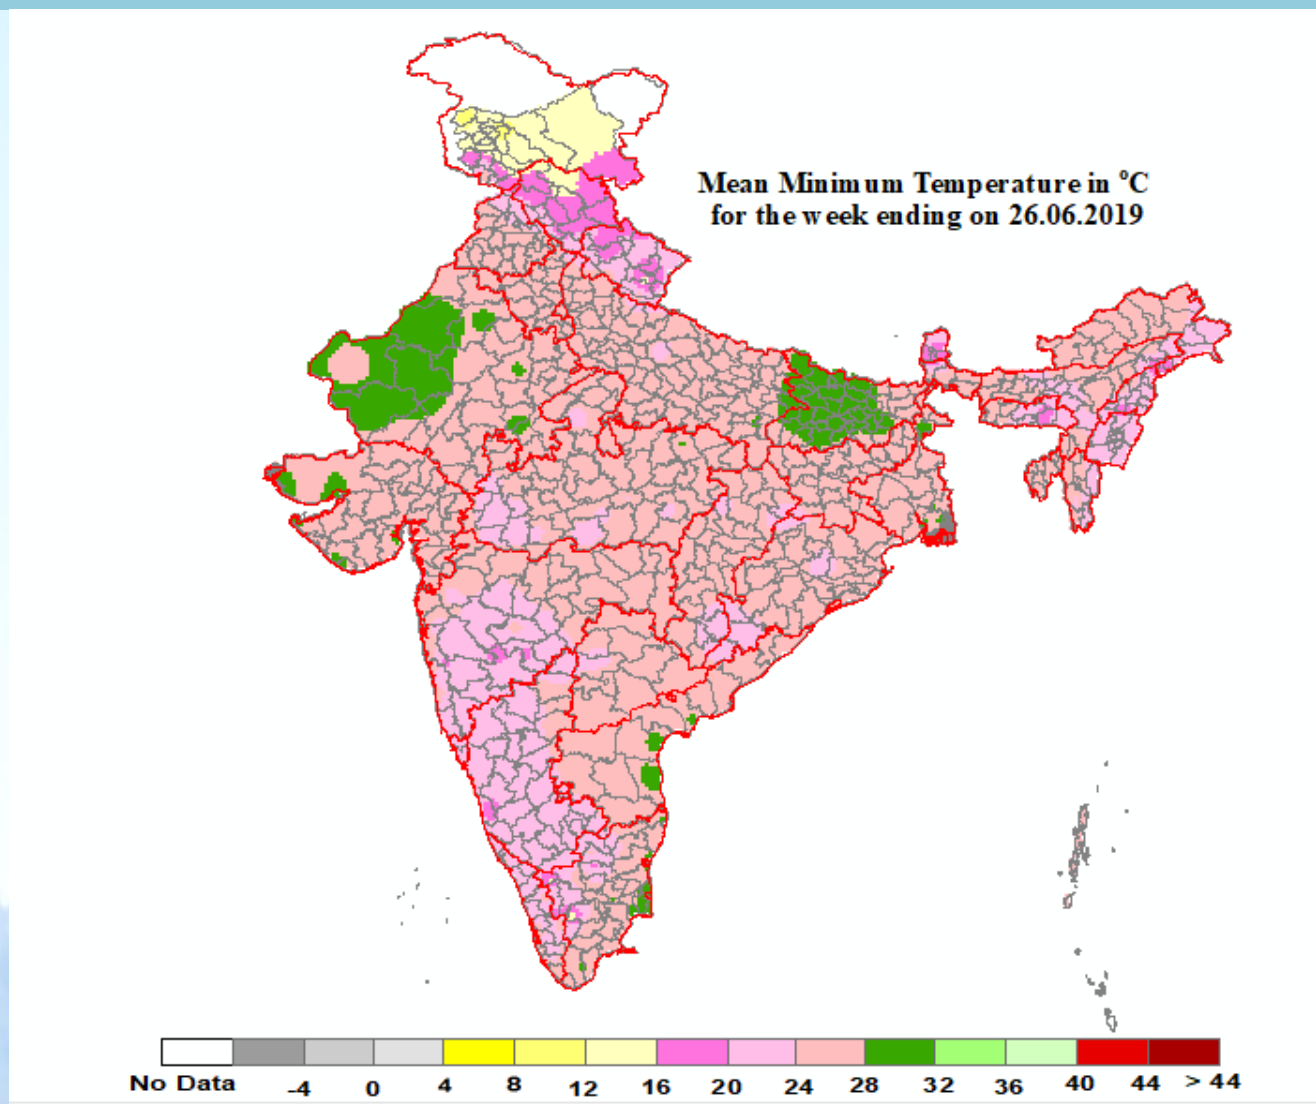 Mean Minimum Temperature in °C
for the week ending on 26.06.2019
No Data -4 0 4 8 12 16 20 24 28 32 36 40 44 > 44